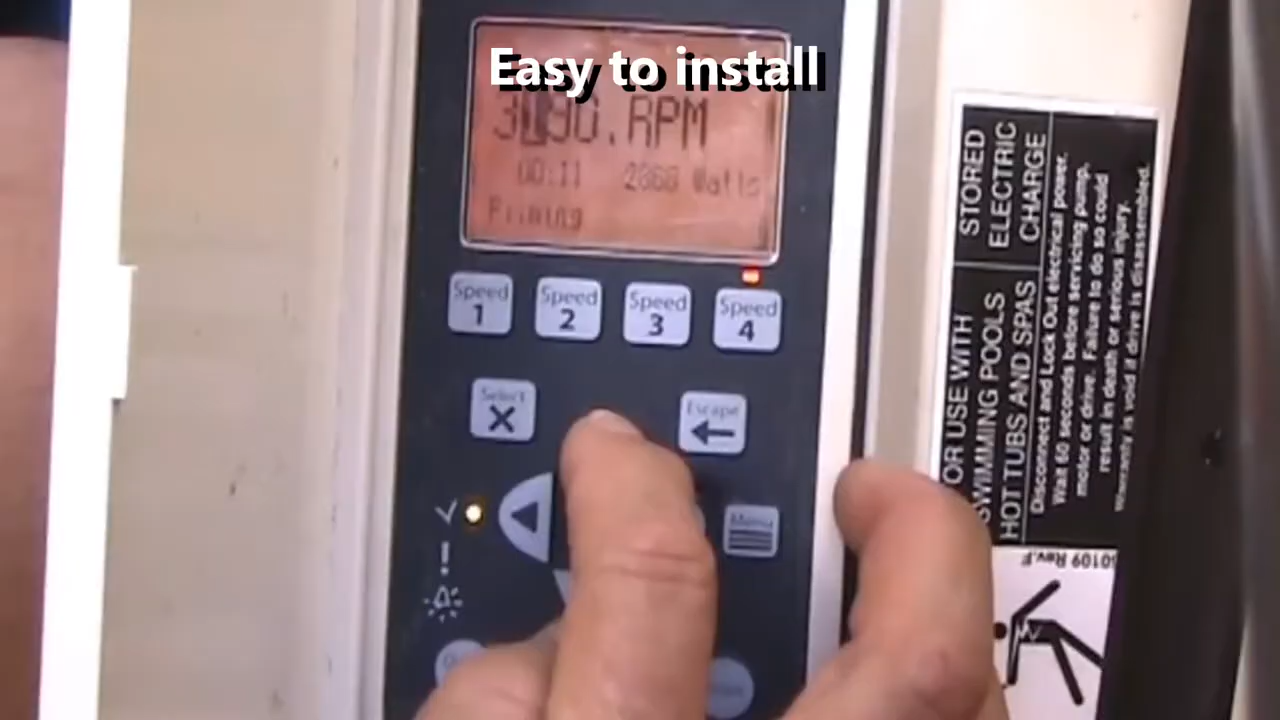 Easy to install
.RPM
00:11 Watts
Priming
Speed 1
Speed 2
Speed 3
Speed 4
Select
Escape
Menu
STORED
ELECTRIC
CHARGE
OR USE WITH
SWIMMING POOLS
HOT TUBS AND SPAS
Disconnect and Lock Out electrical power.
Wait 60 seconds before servicing pump,
motor or drive. Failure to do so could
result in death or serious injury.
Warranty is void if drive is disassembled.
Rev.F